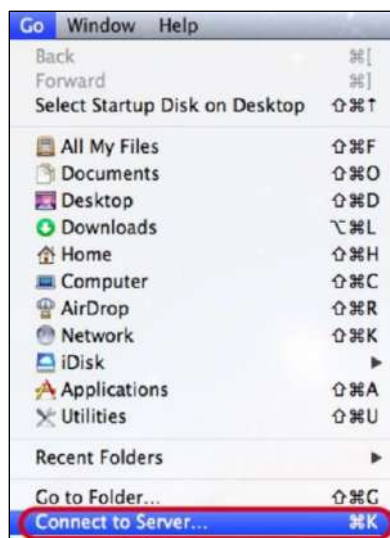 Go Window Help
Back ⌘[
Forward ⌘]
Select Startup Disk on Desktop ⇧⌘↑
All My Files ⇧⌘F
Documents ⇧⌘O
Desktop ⇧⌘D
Downloads ⌥⌘L
Home ⇧⌘H
Computer ⇧⌘C
AirDrop ⇧⌘R
Network ⇧⌘K
iDisk ▶
Applications ⇧⌘A
Utilities ⇧⌘U
Recent Folders ▶
Go to Folder... ⇧⌘G
Connect to Server... ⌘K